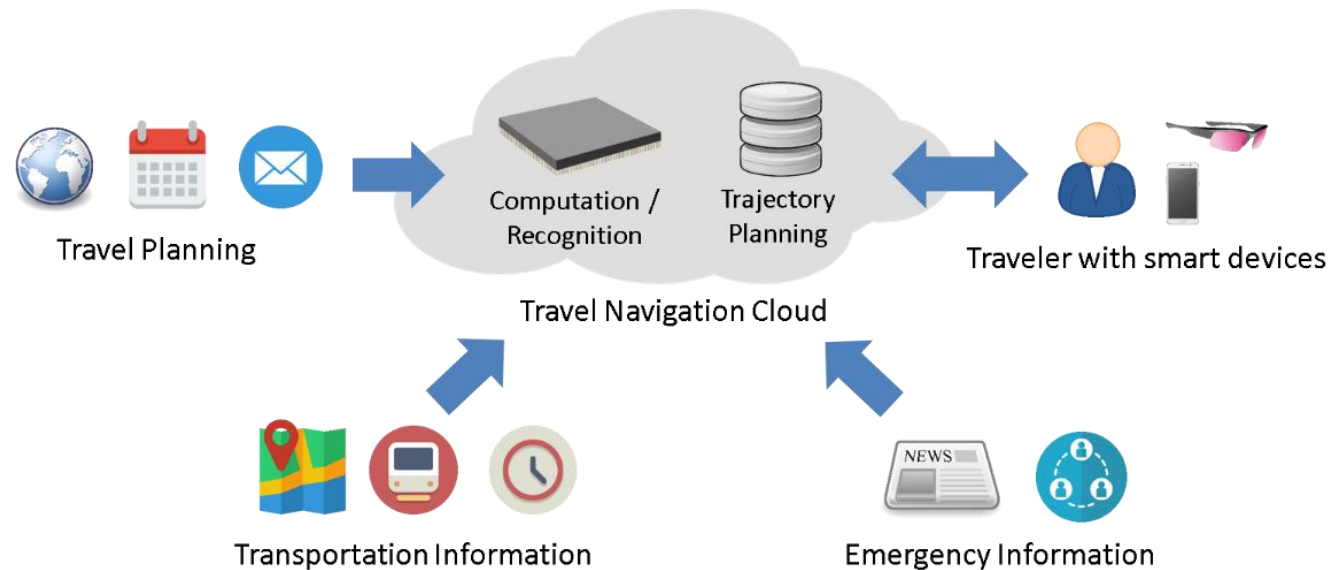 Computation /
Recognition
Trajectory
Planning
Travel Planning
Traveler with smart devices
Travel Navigation Cloud
NEWS
Transportation Information
Emergency Information